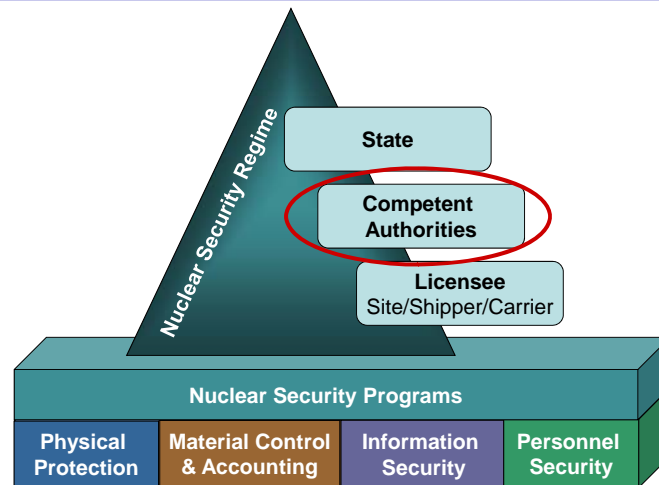 Nuclear Security Regime
State
Competent
Authorities
Licensee
Site/Shipper/Carrier
Nuclear Security Programs
Physical
Protection
Material Control
& Accounting
Information
Security
Personnel
Security